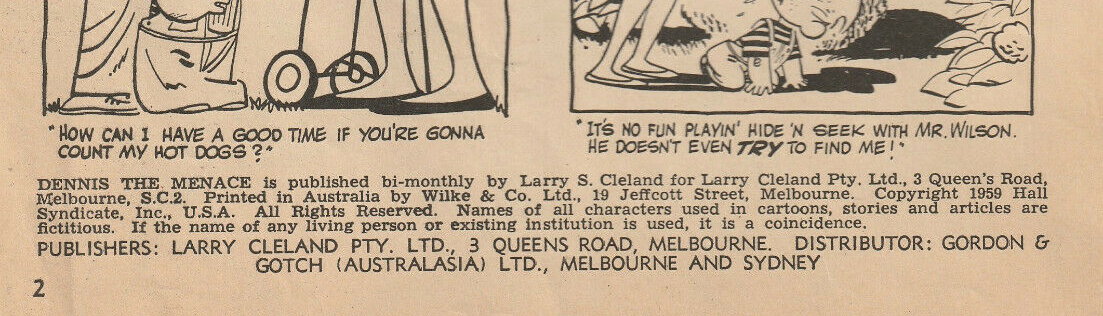 "HOW CAN I HAVE A GOOD TIME IF YOU'RE GONNA
COUNT MY HOT DOGS?"
"IT'S NO FUN PLAYIN' HIDE 'N SEEK WITH MR. WILSON.
HE DOESN'T EVEN TRY TO FIND ME!"
DENNIS THE MENACE is published bi-monthly by Larry S. Cleland for Larry Cleland Pty. Ltd., 3 Queen's Road,
Melbourne, S.C.2. Printed in Australia by Wilke & Co. Ltd., 19 Jeffcott Street, Melbourne. Copyright 1959 Hall
Syndicate, Inc., U.S.A. All Rights Reserved. Names of all characters used in cartoons, stories and articles are
fictitious. If the name of any living person or existing institution is used, it is a coincidence.
PUBLISHERS: LARRY CLELAND PTY. LTD., 3 QUEENS ROAD, MELBOURNE. DISTRIBUTOR: GORDON &
GOTCH (AUSTRALASIA) LTD., MELBOURNE AND SYDNEY
2